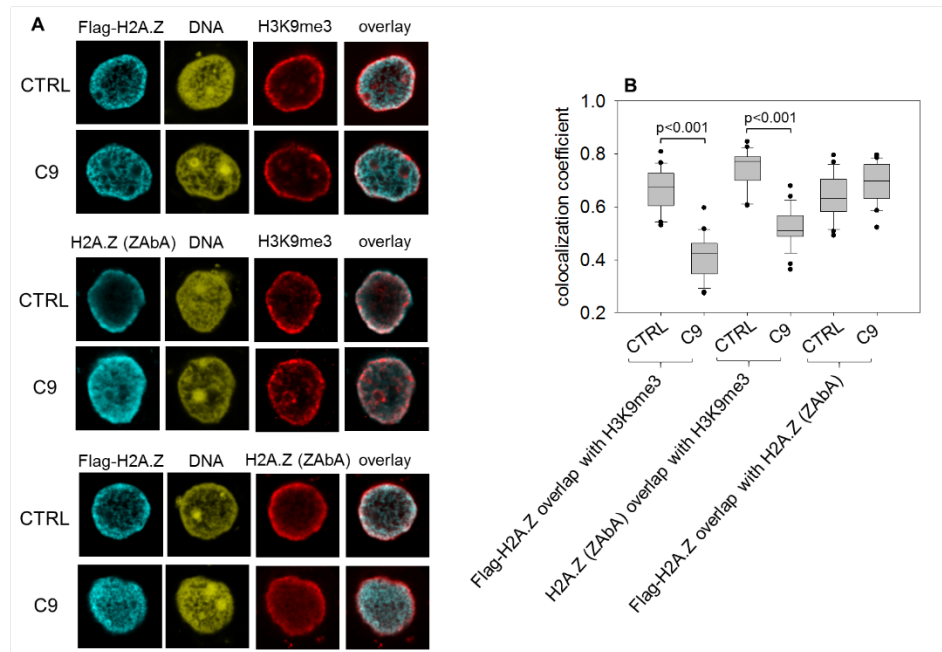 A
Flag-H2A.Z DNA H3K9me3 overlay
CTRL
C9
H2A.Z (ZAbA) DNA H3K9me3 overlay
CTRL
C9
Flag-H2A.Z DNA H2A.Z (ZAbA) overlay
CTRL
C9
B
colocalization coefficient
1.0
0.8
0.6
0.4
0.2
p<0.001 p<0.001
CTRL C9 CTRL C9 CTRL C9
Flag-H2A.Z overlap with H3K9me3
H2A.Z (ZAbA) overlap with H3K9me3
Flag-H2A.Z overlap with H2A.Z (ZAbA)